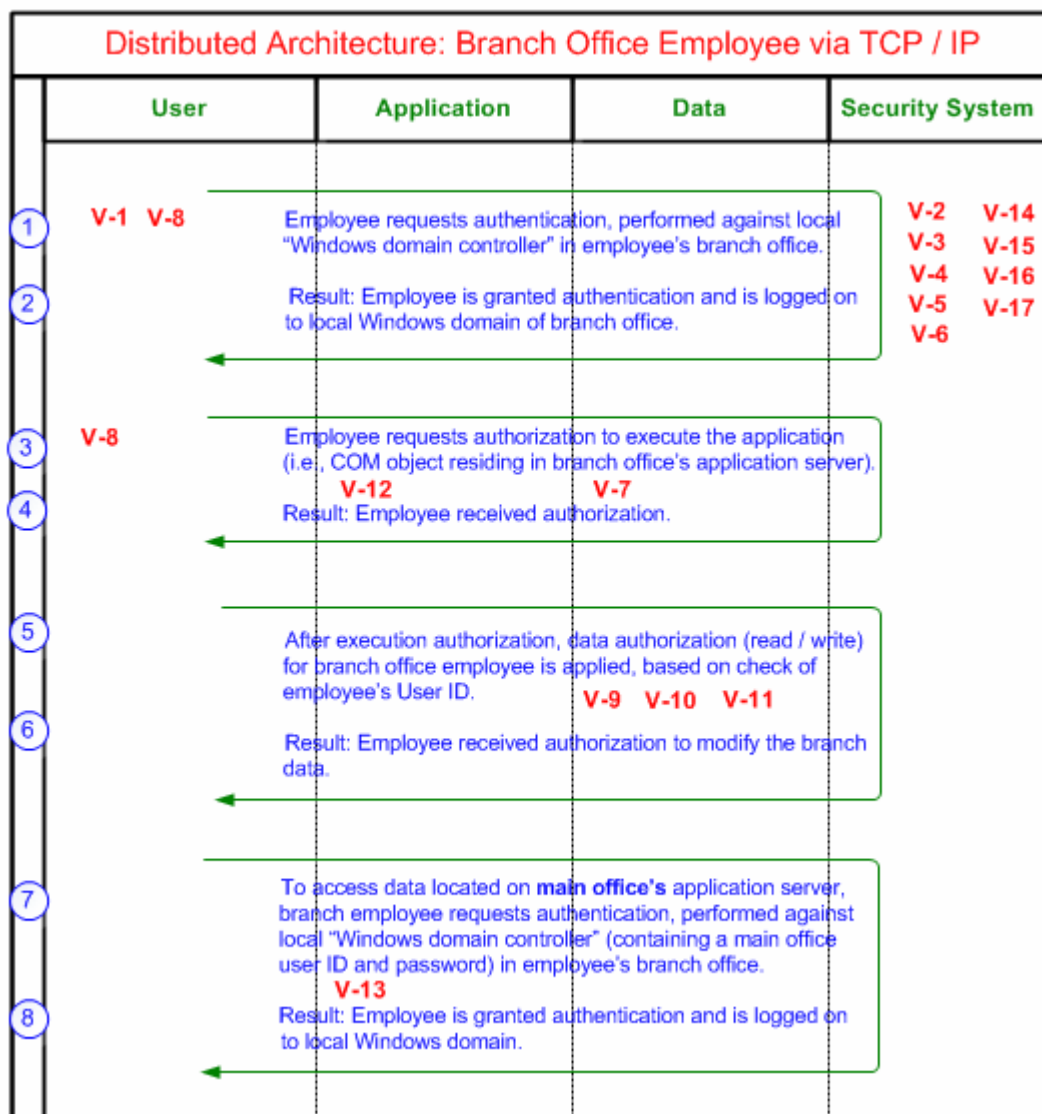 Distributed Architecture: Branch Office Employee via TCP / IP
User Application Data Security System
1
V-1 V-8
Employee requests authentication, performed against local
“Windows domain controller” in employee’s branch office.
2
Result: Employee is granted authentication and is logged on
to local Windows domain of branch office.
V-2 V-14
V-3 V-15
V-4 V-16
V-5 V-17
V-6
3
V-8
Employee requests authorization to execute the application
(i.e., COM object residing in branch office’s application server).
V-12 V-7
4
Result: Employee received authorization.
5
After execution authorization, data authorization (read / write)
for branch office employee is applied, based on check of
employee’s User ID.
V-9 V-10 V-11
6
Result: Employee received authorization to modify the branch
data.
7
To access data located on main office’s application server,
branch employee requests authentication, performed against
local “Windows domain controller” (containing a main office
user ID and password) in employee’s branch office.
V-13
8
Result: Employee is granted authentication and is logged on
to local Windows domain.